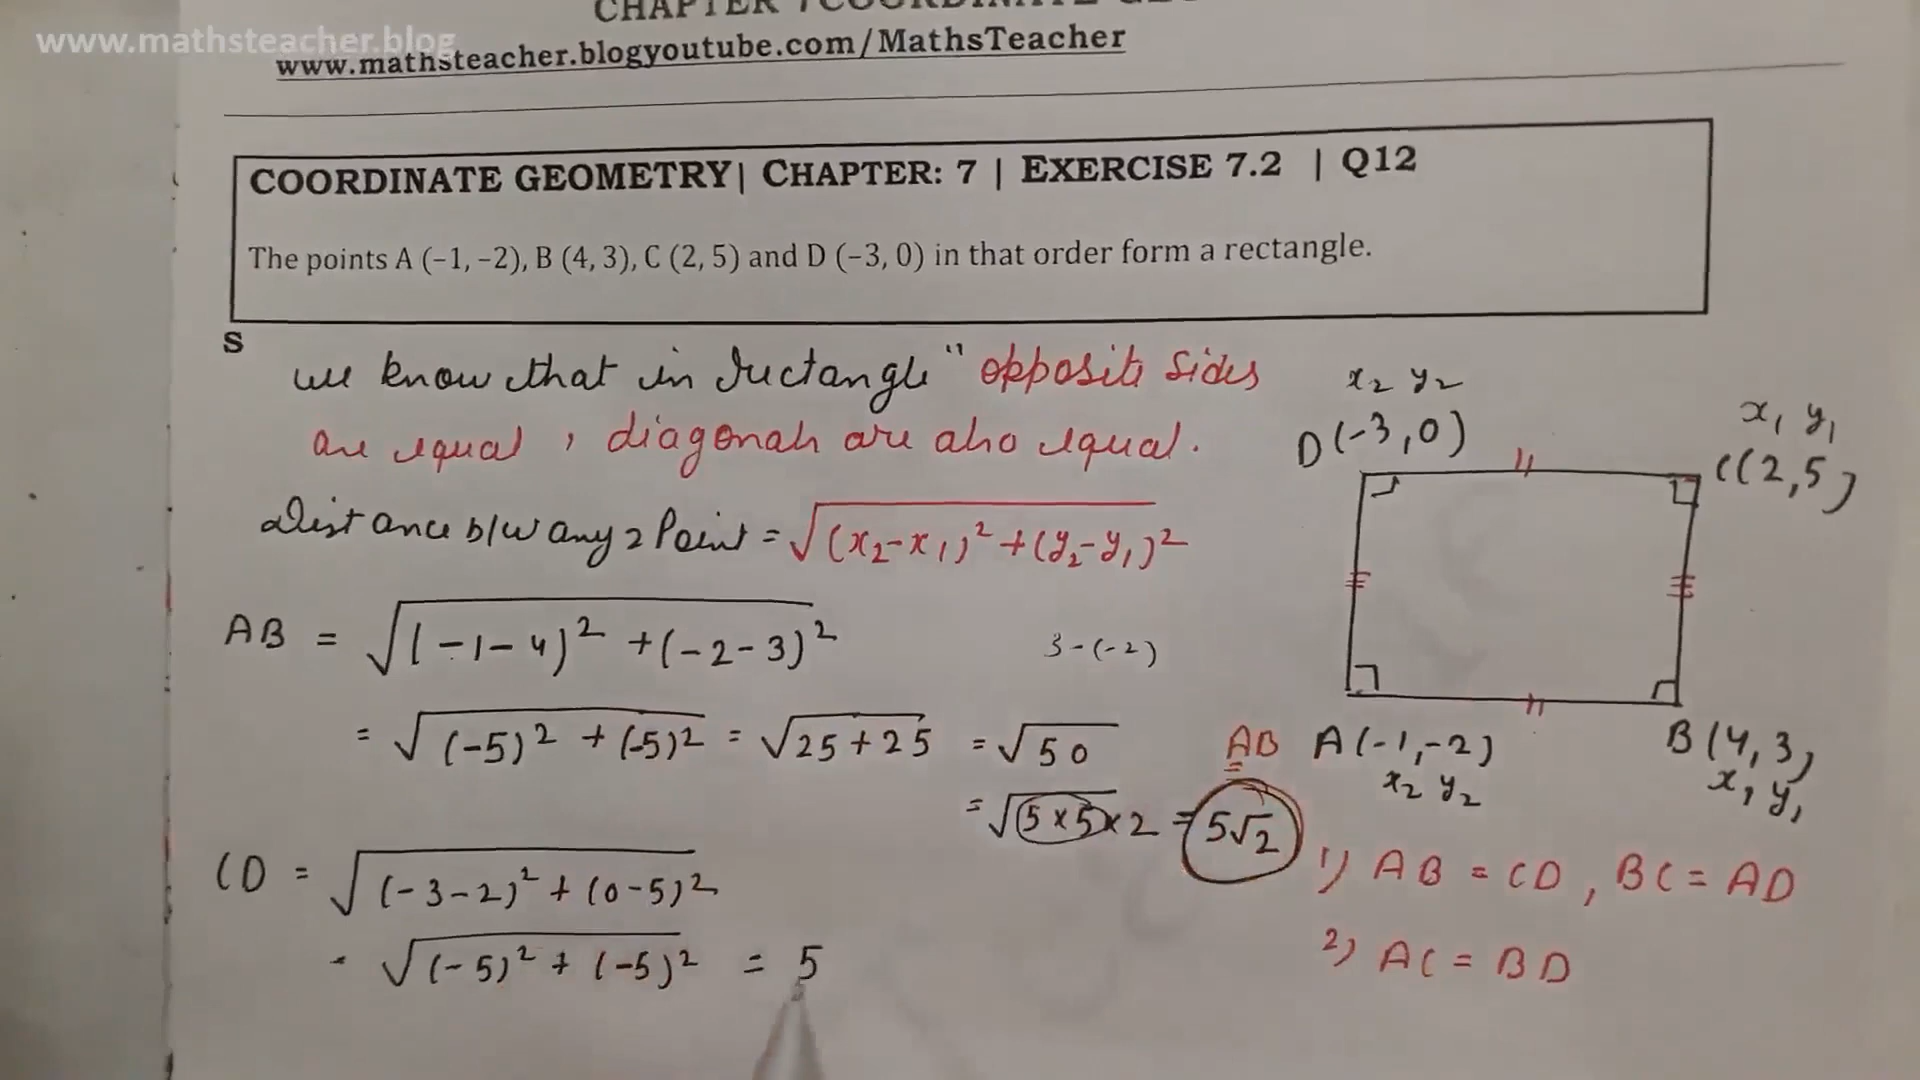 www.mathsteacher.blog
www.mathsteacher.blogyoutube.com/MathsTeacher
COORDINATE GEOMETRY| CHAPTER: 7 | EXERCISE 7.2 | Q12
The points A (−1, −2), B (4, 3), C (2, 5) and D (−3, 0) in that order form a rectangle.
S
we know that in rectangle "opposite sides
are equal, diagonals are also equal.
Distance b/w any 2 Point = √(x₂-x₁)² + (y₂-y₁)²
AB = √(-1-4)² + (-2-3)²
3-(-2)
= √(-5)² + (-5)² = √25+25 = √50
= √5×5×2 = 5√2
CD = √(-3-2)² + (0-5)²
= √(-5)² + (-5)² = 5
x₂ y₂
D(-3,0)
x₁ y₁
C(2,5)
AB
A(-1,-2)
x₂ y₂
B(4,3)
x₁ y₁
1) AB = CD, BC = AD
2) AC = BD